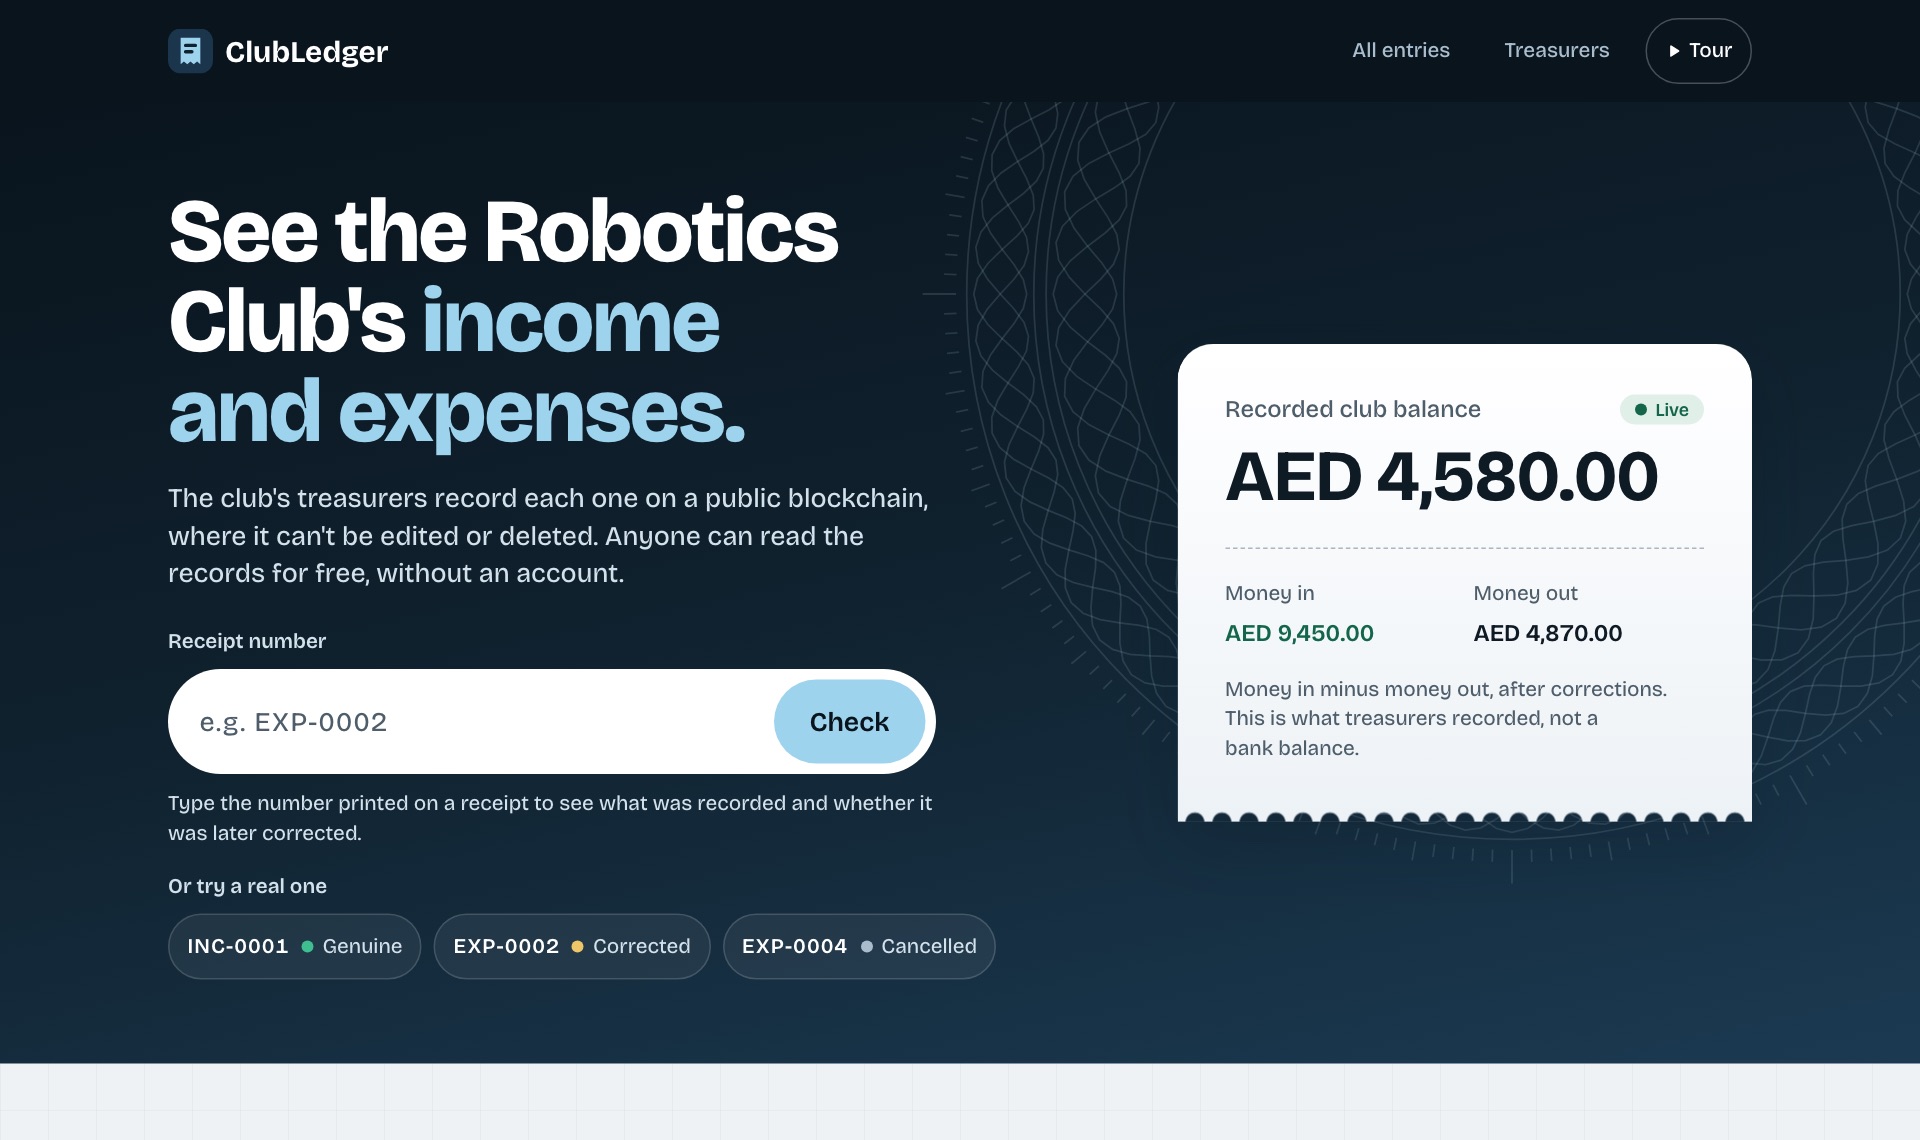 ClubLedger
All entries
Treasurers
Tour
See the Robotics
Club's income
and expenses.
The club's treasurers record each one on a public blockchain,
where it can't be edited or deleted. Anyone can read the
records for free, without an account.
Receipt number
e.g. EXP-0002
Check
Type the number printed on a receipt to see what was recorded and whether it
was later corrected.
Or try a real one
INC-0001 Genuine
EXP-0002 Corrected
EXP-0004 Cancelled
Recorded club balance
Live
AED 4,580.00
Money in
Money out
AED 9,450.00
AED 4,870.00
Money in minus money out, after corrections.
This is what treasurers recorded, not a
bank balance.